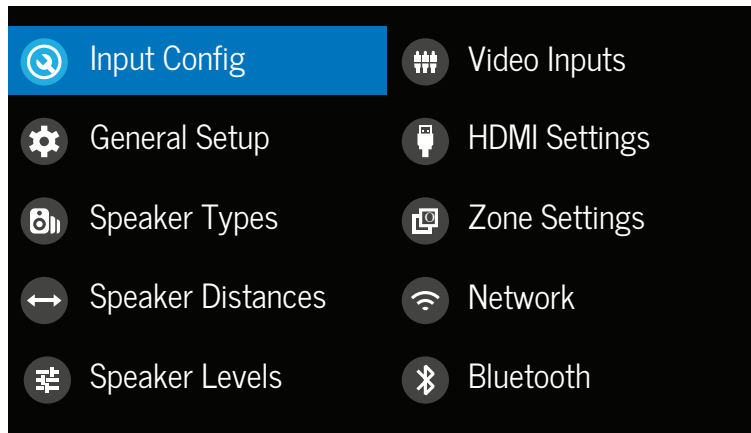 Input Config
General Setup
Speaker Types
Speaker Distances
Speaker Levels
Video Inputs
HDMI Settings
Zone Settings
Network
Bluetooth